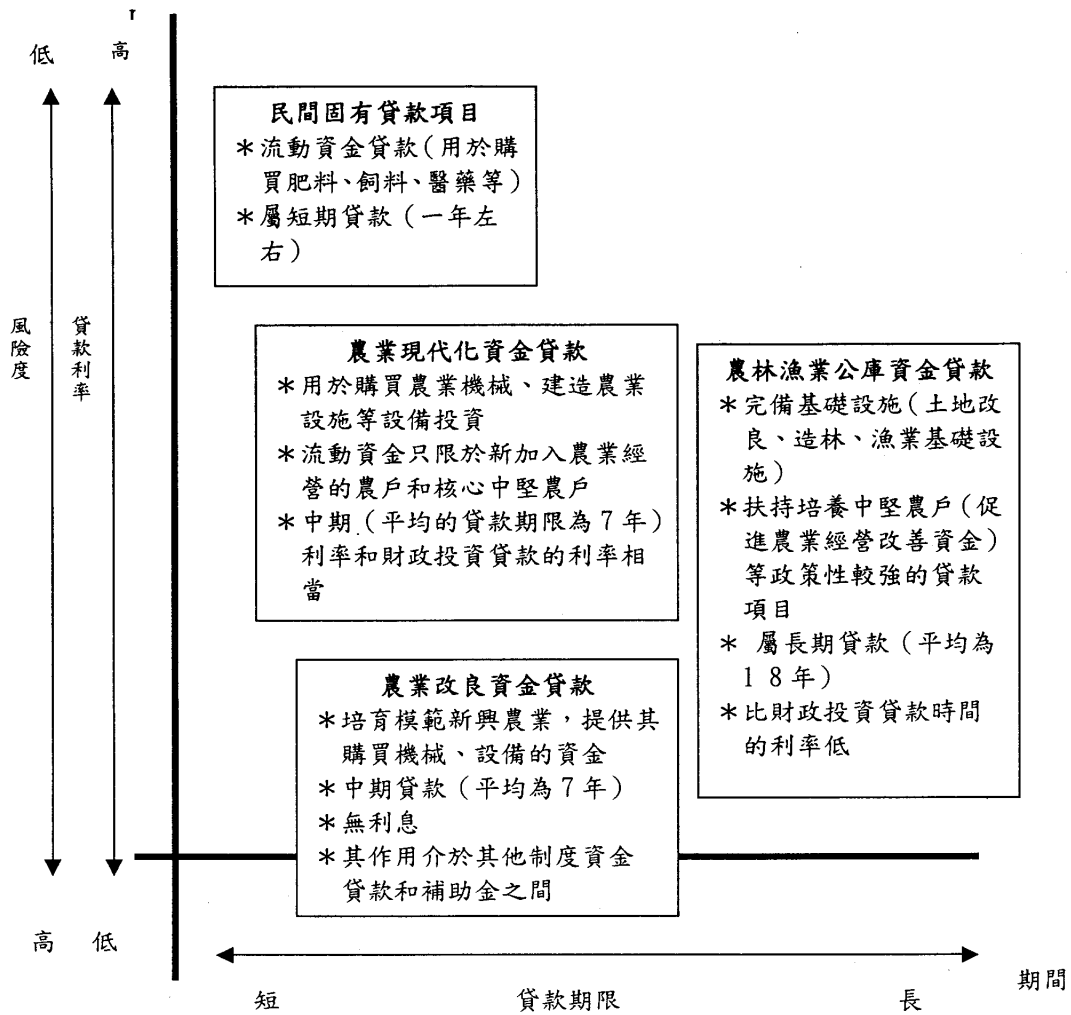 低
高
風險度
貸款利率
高
低
民間固有貸款項目
＊流動資金貸款（用於購
買肥料、飼料、醫藥等）
＊屬短期貸款（一年左
右）
農業現代化資金貸款
＊用於購買農業機械、建造農業
設施等設備投資
＊流動資金只限於新加入農業經
營的農戶和核心中堅農戶
＊中期（平均的貸款期限為７年）
利率和財政投資貸款的利率相
當
農林漁業公庫資金貸款
＊完備基礎設施（土地改
良、造林、漁業基礎設
施）
＊扶持培養中堅農戶（促
進農業經營改善資金）
等政策性較強的貸款
項目
＊ 屬長期貸款（平均為
１８年）
＊比財政投資貸款時間
的利率低
農業改良資金貸款
＊培育模範新興農業，提供其
購買機械、設備的資金
＊中期貸款（平均為７年）
＊無利息
＊其作用介於其他制度資金
貸款和補助金之間
短
貸款期限
長
期間